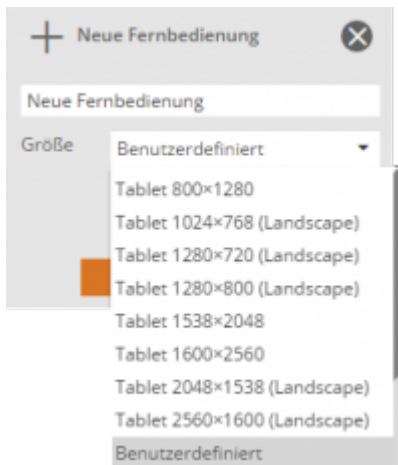 Neue Fernbedienung
Neue Fernbedienung
Größe Benutzerdefiniert
Tablet 800×1280
Tablet 1024×768 (Landscape)
Tablet 1280×720 (Landscape)
Tablet 1280×800 (Landscape)
Tablet 1538×2048
Tablet 1600×2560
Tablet 2048×1538 (Landscape)
Tablet 2560×1600 (Landscape)
Benutzerdefiniert